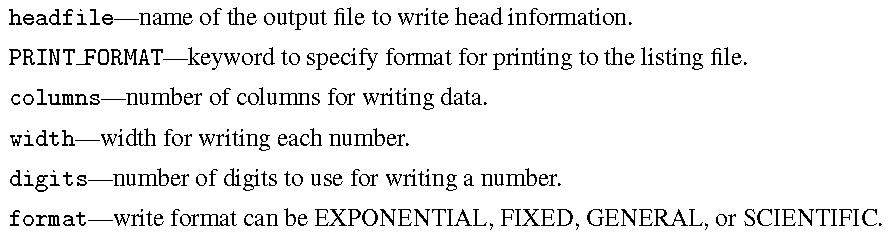 headfile—name of the output file to write head information.
PRINT_FORMAT—keyword to specify format for printing to the listing file.
columns—number of columns for writing data.
width—width for writing each number.
digits—number of digits to use for writing a number.
format—write format can be EXPONENTIAL, FIXED, GENERAL, or SCIENTIFIC.